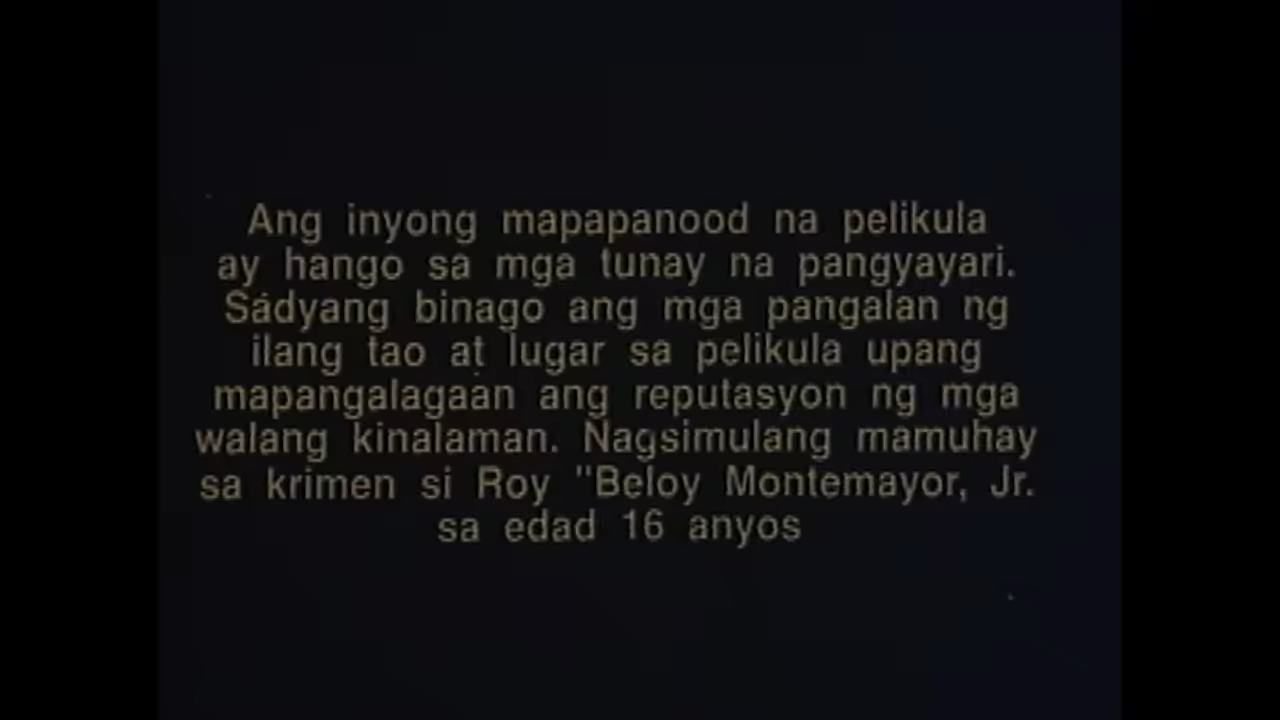 Ang inyong mapapanood na pelikula
ay hango sa mga tunay na pangyayari.
Sadyang binago ang mga pangalan ng
ilang tao at lugar sa pelikula upang
mapangalagaan ang reputasyon ng mga
walang kinalaman. Nagsimulang mamuhay
sa krimen si Roy "Beloy Montemayor, Jr.
sa edad 16 anyos